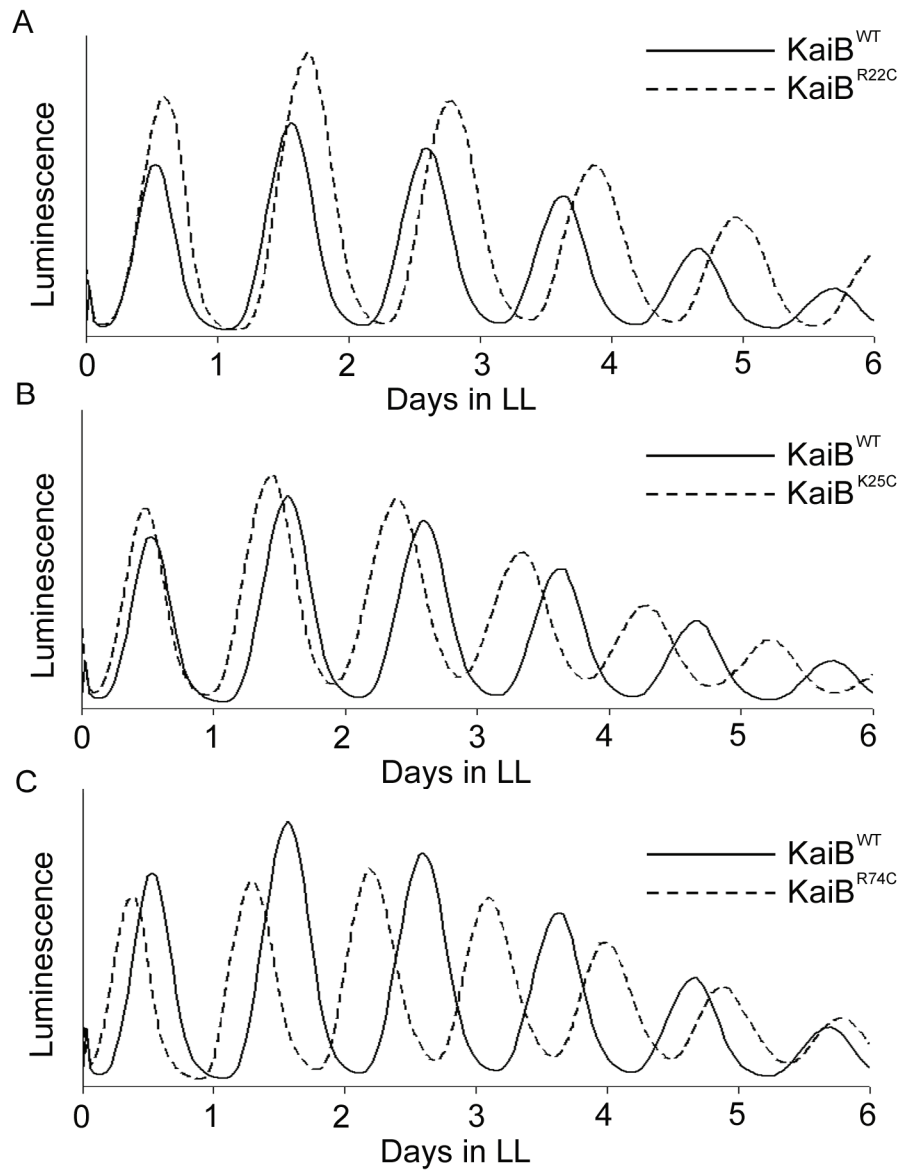 A
KaiB^WT
KaiB^R22C
Luminescence
0 1 2 3 4 5 6
Days in LL
B
KaiB^WT
KaiB^K25C
Luminescence
0 1 2 3 4 5 6
Days in LL
C
KaiB^WT
KaiB^R74C
Luminescence
0 1 2 3 4 5 6
Days in LL